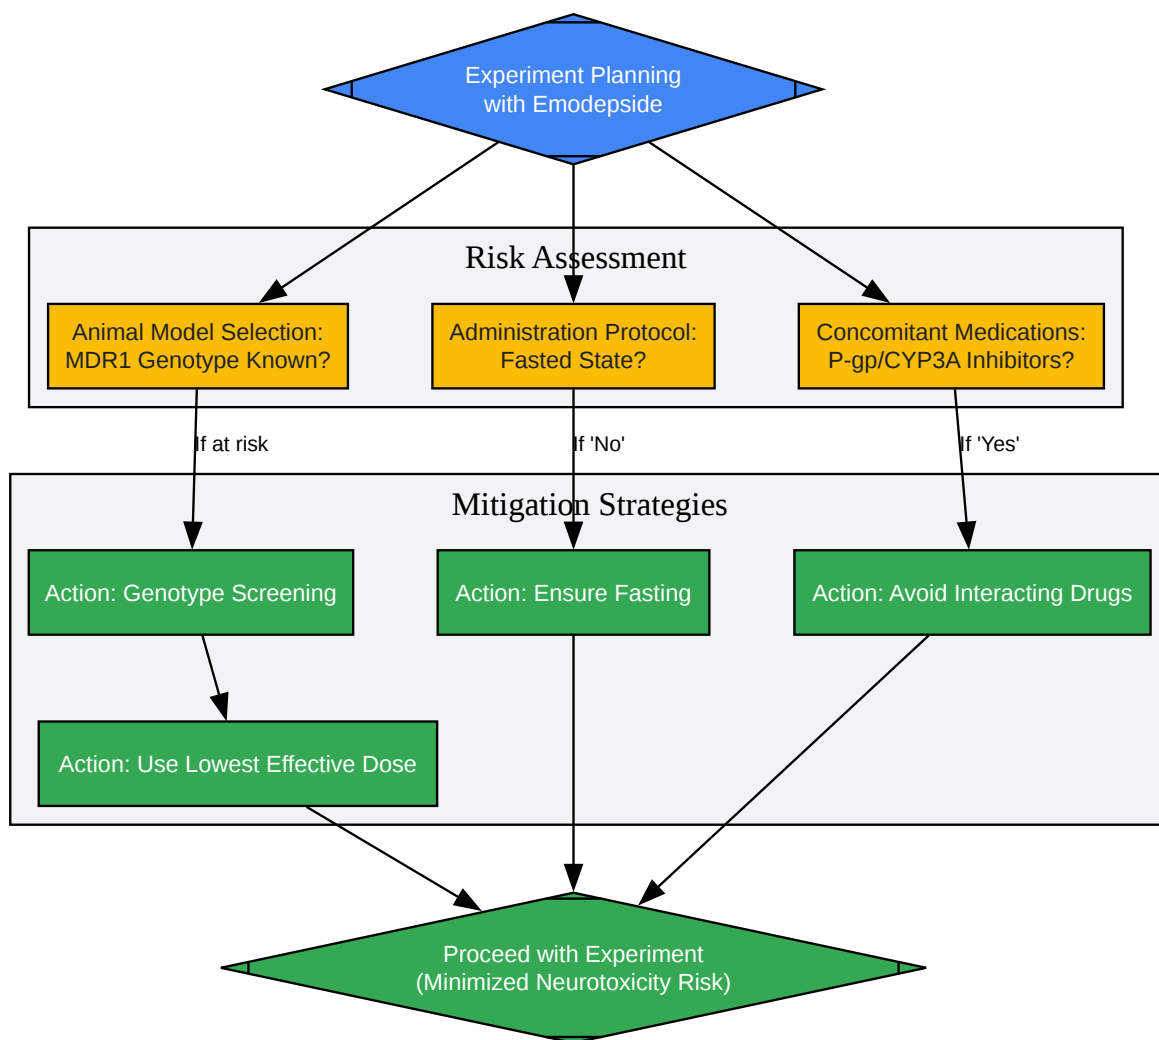 Experiment Planning
with Emodepside
Risk Assessment
Animal Model Selection:
MDR1 Genotype Known?
Administration Protocol:
Fasted State?
Concomitant Medications:
P-gp/CYP3A Inhibitors?
If at risk
If 'No'
If 'Yes'
Mitigation Strategies
Action: Genotype Screening
Action: Ensure Fasting
Action: Avoid Interacting Drugs
Action: Use Lowest Effective Dose
Proceed with Experiment
(Minimized Neurotoxicity Risk)